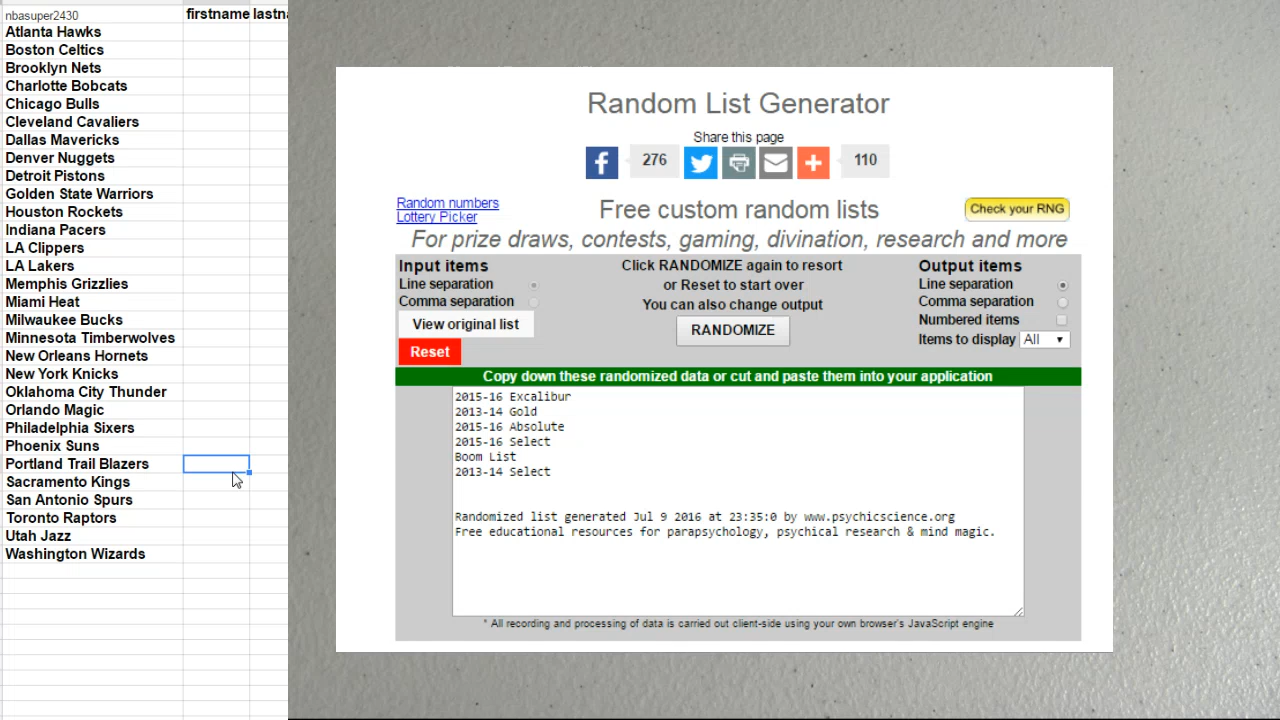 nbasuper2430 firstname lastna
Atlanta Hawks
Boston Celtics
Brooklyn Nets
Charlotte Bobcats
Chicago Bulls
Cleveland Cavaliers
Dallas Mavericks
Denver Nuggets
Detroit Pistons
Golden State Warriors
Houston Rockets
Indiana Pacers
LA Clippers
LA Lakers
Memphis Grizzlies
Miami Heat
Milwaukee Bucks
Minnesota Timberwolves
New Orleans Hornets
New York Knicks
Oklahoma City Thunder
Orlando Magic
Philadelphia Sixers
Phoenix Suns
Portland Trail Blazers
Sacramento Kings
San Antonio Spurs
Toronto Raptors
Utah Jazz
Washington Wizards
Random List Generator
Share this page
276 110
Random numbers
Lottery Picker
Free custom random lists
Check your RNG
For prize draws, contests, gaming, divination, research and more
Input items
Line separation
Comma separation
View original list
Reset
Click RANDOMIZE again to resort
or Reset to start over
You can also change output
RANDOMIZE
Output items
Line separation
Comma separation
Numbered items
Items to display All
Copy down these randomized data or cut and paste them into your application
2015-16 Excalibur
2013-14 Gold
2015-16 Absolute
2015-16 Select
Boom List
2013-14 Select
Randomized list generated Jul 9 2016 at 23:35:0 by www.psychicscience.org
Free educational resources for parapsychology, psychical research & mind magic.
* All recording and processing of data is carried out client-side using your own browser's JavaScript engine